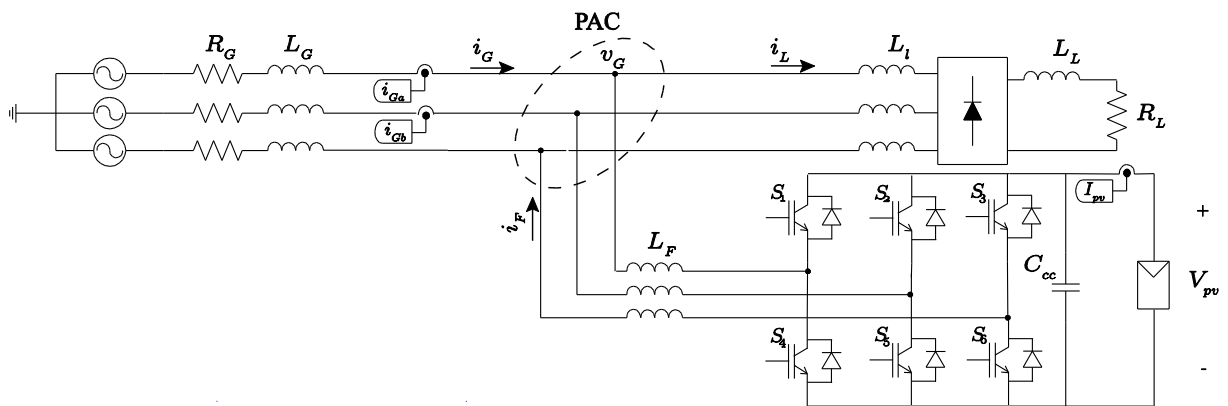 PAC
R_G L_G i_G v_G i_L L_l L_L
i_Ga
i_Gb
R_L
S_1 S_2 S_3 I_pv
+
i_F
L_F
C_cc V_pv
S_4 S_5 S_6
-